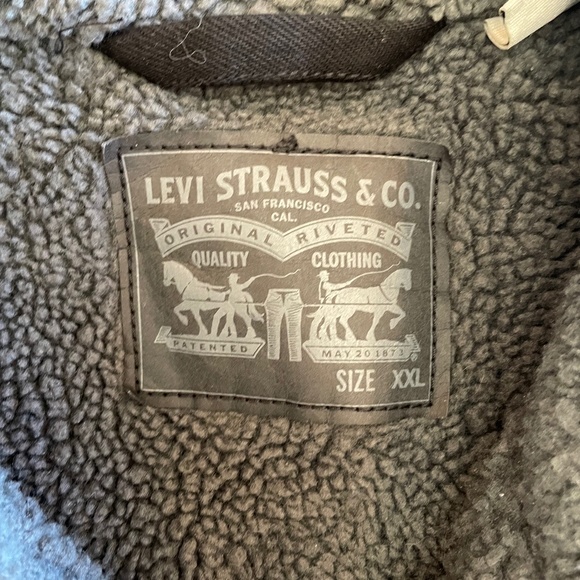 LEVI STRAUSS & CO.
SAN FRANCISCO
CAL.
ORIGINAL RIVETED
QUALITY CLOTHING
PATENTED MAY 20 1873
®
SIZE XXL